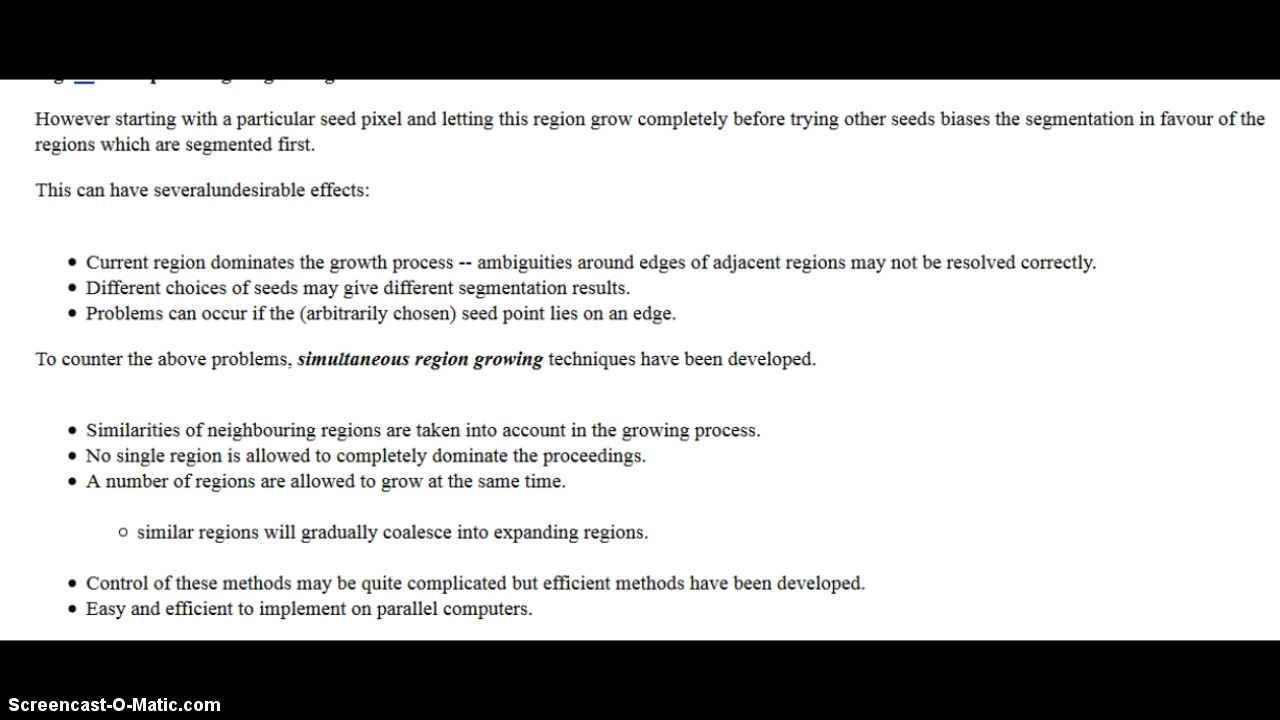 However starting with a particular seed pixel and letting this region grow completely before trying other seeds biases the segmentation in favour of the
regions which are segmented first.
This can have severalundesirable effects:
Current region dominates the growth process -- ambiguities around edges of adjacent regions may not be resolved correctly.
Different choices of seeds may give different segmentation results.
Problems can occur if the (arbitrarily chosen) seed point lies on an edge.
To counter the above problems, simultaneous region growing techniques have been developed.
Similarities of neighbouring regions are taken into account in the growing process.
No single region is allowed to completely dominate the proceedings.
A number of regions are allowed to grow at the same time.
similar regions will gradually coalesce into expanding regions.
Control of these methods may be quite complicated but efficient methods have been developed.
Easy and efficient to implement on parallel computers.
Screencast-O-Matic.com